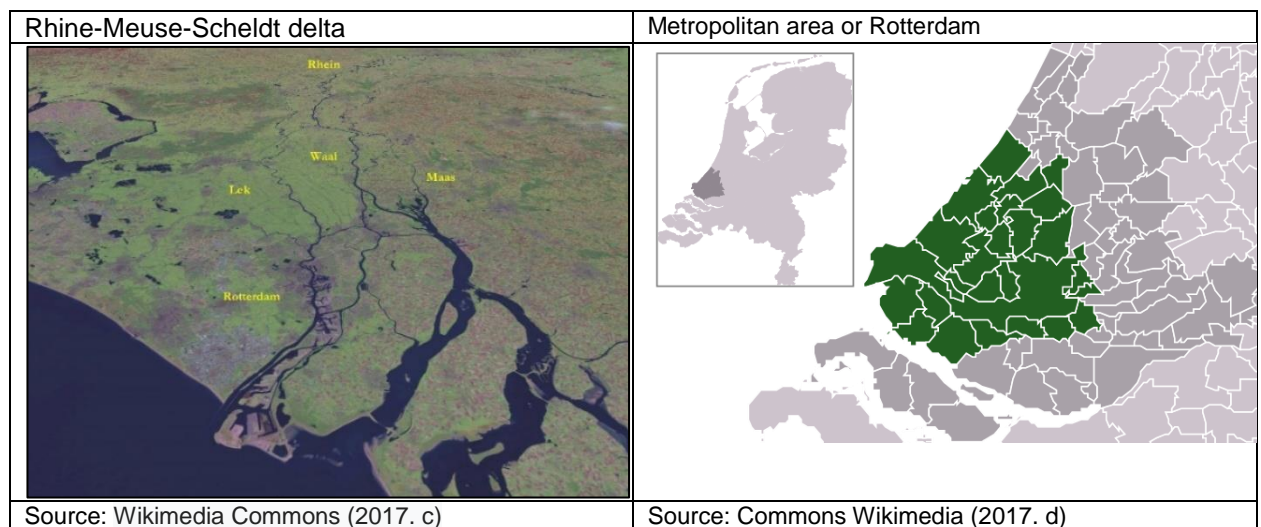 Rhine-Meuse-Scheldt delta
Metropolitan area or Rotterdam
Rhein
Waal
Maas
Lek
Rotterdam
Source: Wikimedia Commons (2017. c)
Source: Commons Wikimedia (2017. d)